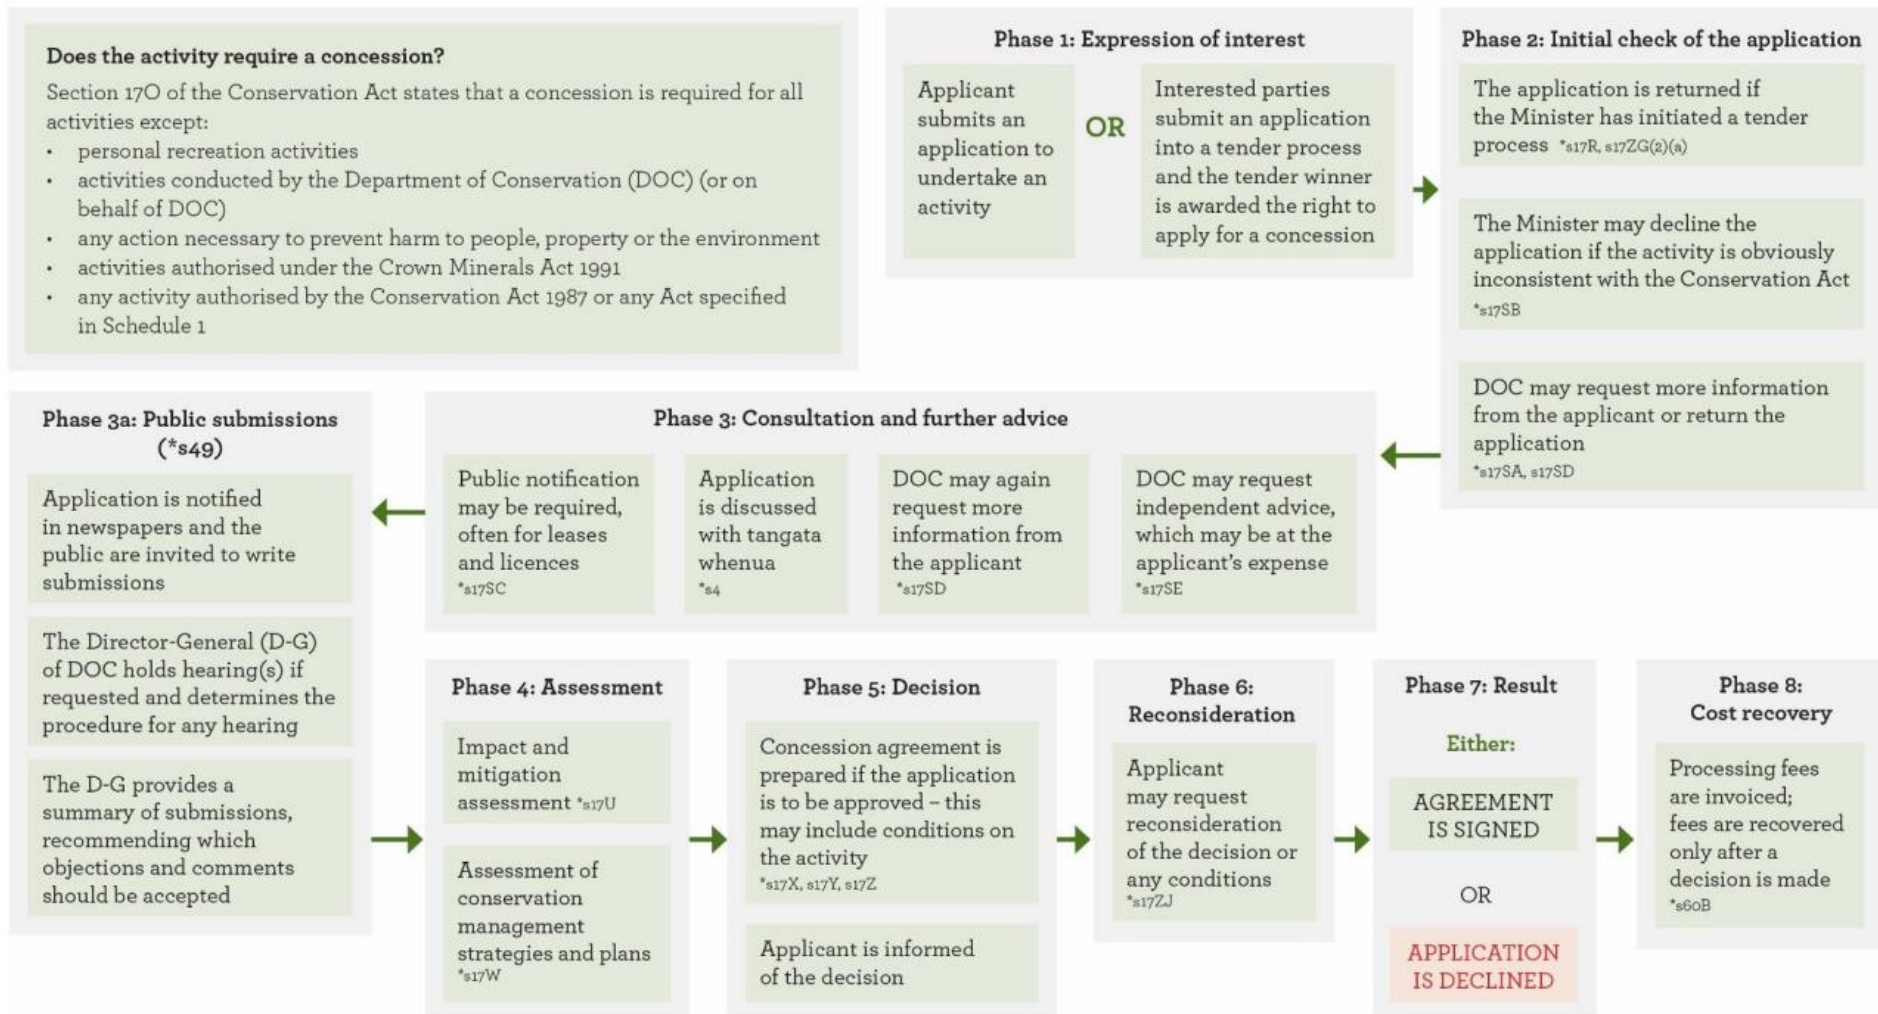 Does the activity require a concession?
Section 17O of the Conservation Act states that a concession is required for all
activities except:
• personal recreation activities
• activities conducted by the Department of Conservation (DOC) (or on
behalf of DOC)
• any action necessary to prevent harm to people, property or the environment
• activities authorised under the Crown Minerals Act 1991
• any activity authorised by the Conservation Act 1987 or any Act specified
in Schedule 1
Phase 1: Expression of interest
Applicant
submits an
application to
undertake an
activity
OR
Interested parties
submit an application
into a tender process
and the tender winner
is awarded the right to
apply for a concession
Phase 2: Initial check of the application
The application is returned if
the Minister has initiated a tender
process *s17R, s17ZG(2)(a)
The Minister may decline the
application if the activity is obviously
inconsistent with the Conservation Act
*s17SB
DOC may request more information
from the applicant or return the
application
*s17SA, s17SD
Phase 3: Consultation and further advice
Public notification
may be required,
often for leases
and licences
*s17SC
Application
is discussed
with tangata
whenua
*s4
DOC may again
request more
information from
the applicant
*s17SD
DOC may request
independent advice,
which may be at the
applicant's expense
*s17SE
Phase 3a: Public submissions
(*s49)
Application is notified
in newspapers and the
public are invited to write
submissions
The Director-General (D-G)
of DOC holds hearing(s) if
requested and determines the
procedure for any hearing
The D-G provides a
summary of submissions,
recommending which
objections and comments
should be accepted
Phase 4: Assessment
Impact and
mitigation
assessment *s17U
Assessment of
conservation
management
strategies and plans
*s17W
Phase 5: Decision
Concession agreement is
prepared if the application
is to be approved – this
may include conditions on
the activity
*s17X, s17Y, s17Z
Applicant is informed
of the decision
Phase 6:
Reconsideration
Applicant
may request
reconsideration
of the decision or
any conditions
*s17ZJ
Phase 7: Result
Either:
AGREEMENT
IS SIGNED
OR
APPLICATION
IS DECLINED
Phase 8:
Cost recovery
Processing fees
are invoiced;
fees are recovered
only after a
decision is made
*s60B